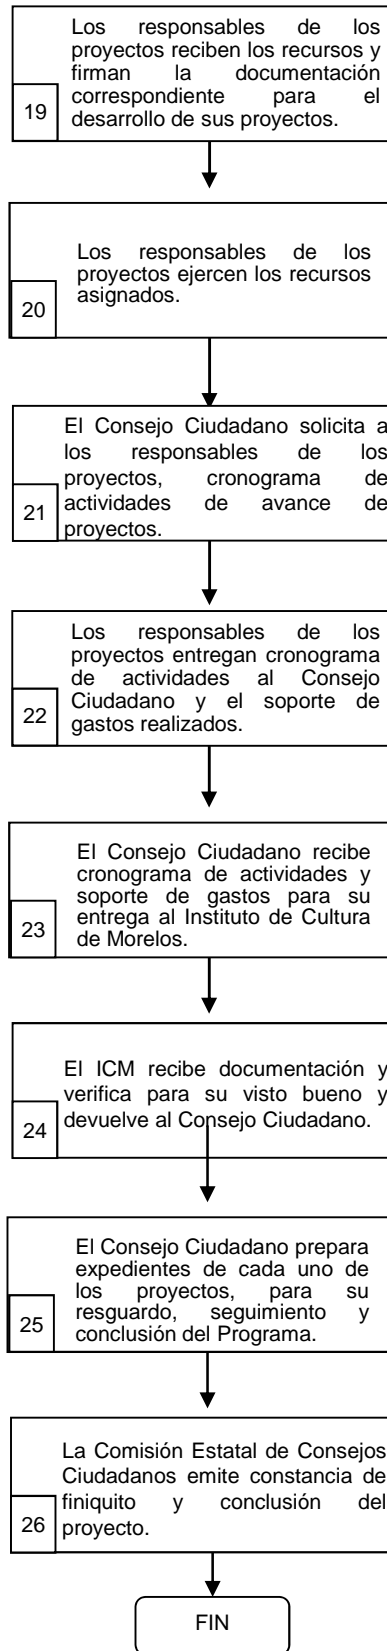 Los responsables de los
proyectos reciben los recursos y
firman la documentación
correspondiente para el
desarrollo de sus proyectos.
19
Los responsables de los
proyectos ejercen los recursos
asignados.
20
El Consejo Ciudadano solicita a
los responsables de los
proyectos, cronograma de
actividades de avance de
proyectos.
21
Los responsables de los
proyectos entregan cronograma
de actividades al Consejo
Ciudadano y el soporte de
gastos realizados.
22
El Consejo Ciudadano recibe
cronograma de actividades y
soporte de gastos para su
entrega al Instituto de Cultura
de Morelos.
23
El ICM recibe documentación y
verifica para su visto bueno y
devuelve al Consejo Ciudadano.
24
El Consejo Ciudadano prepara
expedientes de cada uno de
los proyectos, para su
resguardo, seguimiento y
conclusión del Programa.
25
La Comisión Estatal de Consejos
Ciudadanos emite constancia de
finiquito y conclusión del
proyecto.
26
FIN